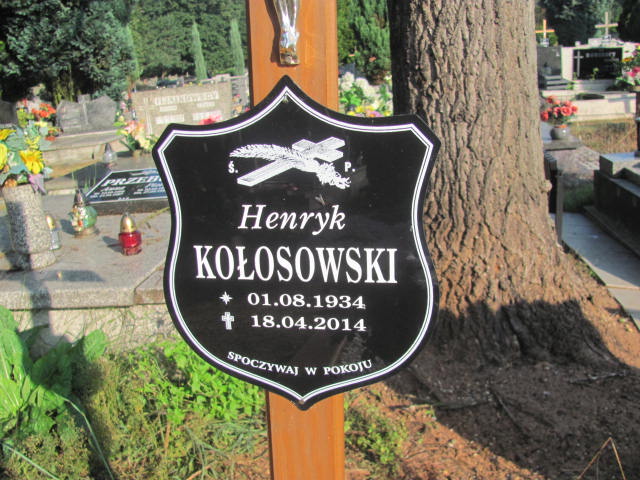 Ś. P.
Henryk
KOŁOSOWSKI
01.08.1934
18.04.2014
SPOCZYWAJ W POKOJU